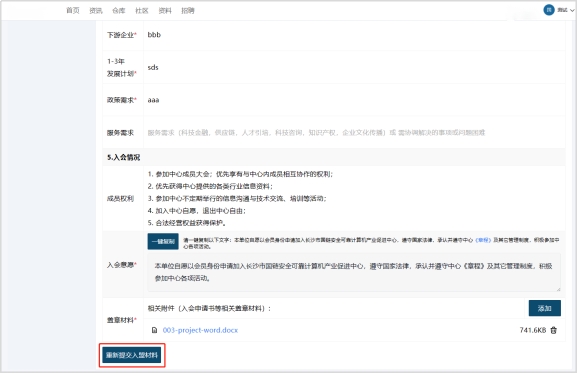 首页 资讯 仓库 社区 资料 招聘
测试
下游企业* bbb
1-3年
发展计划* sds
政策需求* aaa
服务需求 服务需求（科技金融、供应链、人才引培、科技咨询、知识产权、企业文化传播）或 需协调解决的事项或问题困难
5.入会情况
成员权利
1. 参加中心成员大会；优先享有与中心内成员相互协作的权利；
2. 优先获得中心提供的各类行业信息资料；
3. 参加中心不定期举行的信息沟通与技术交流、培训等活动；
4. 加入中心自愿、退出中心自由；
5. 合法经营权益获得保护。
入会意愿*
一键复制 请一键复制以下文字：本单位自愿以会员身份申请加入长沙市国链安全可靠计算机产业促进中心，遵守国家法律，承认并遵守中心《章程》及其它管理制度，积极参加中
心各项活动。
本单位自愿以会员身份申请加入长沙市国链安全可靠计算机产业促进中心，遵守国家法律，承认并遵守中心《章程》及其它管理制度，积极
参加中心各项活动。
盖章材料*
相关附件（入会申请书等相关盖章材料）： 添加
003-project-word.docx 741.6KB
重新提交入盟材料